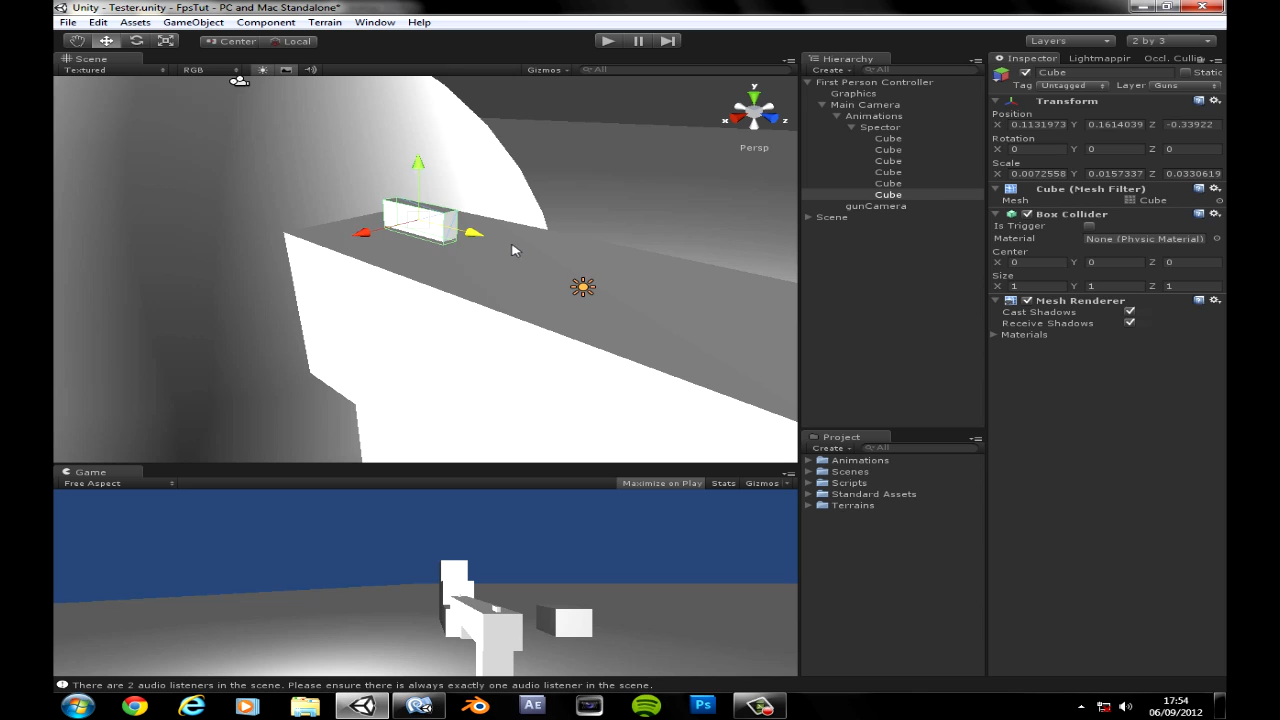 Unity - Tester.unity - FpsTut - PC and Mac Standalone*
File Edit Assets GameObject Component Terrain Window Help
Center Local Layers 2 by 3
Scene
Textured RGB Gizmos All
y
x z
Persp
Hierarchy
Create All
First Person Controller
Graphics
Main Camera
Animations
Spector
Cube
Cube
Cube
Cube
Cube
Cube
gunCamera
Scene
Inspector Lightmappir Occl. Cullin
Cube Static
Tag Untagged Layer Guns
Transform
Position
X 0.1131973 Y 0.1614039 Z -0.33922
Rotation
X 0 Y 0 Z 0
Scale
X 0.0072558 Y 0.0157337 Z 0.0330619
Cube (Mesh Filter)
Mesh Cube
Box Collider
Is Trigger
Material None (Physic Material)
Center
X 0 Y 0 Z 0
Size
X 1 Y 1 Z 1
Mesh Renderer
Cast Shadows
Receive Shadows
Materials
Project
Create All
Animations
Scenes
Scripts
Standard Assets
Terrains
Game
Free Aspect Maximize on Play Stats Gizmos
There are 2 audio listeners in the scene. Please ensure there is always exactly one audio listener in the scene.
Ae Ps
17:54
06/09/2012